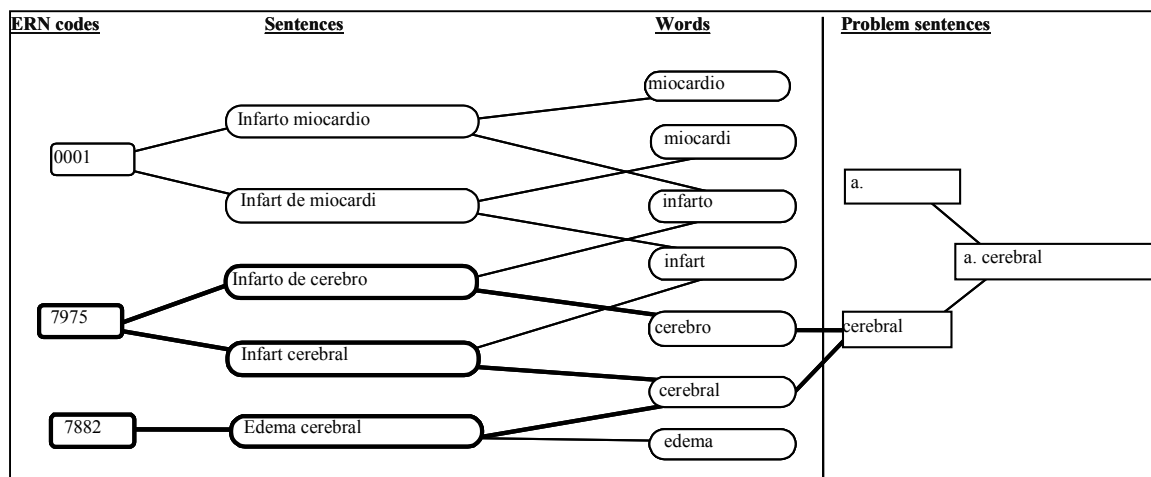 ERN codes
Sentences
Words
Problem sentences
0001
7975
7882
Infarto miocardio
Infart de miocardi
Infarto de cerebro
Infart cerebral
Edema cerebral
miocardio
miocardi
infarto
infart
cerebro
cerebral
edema
a.
cerebral
a. cerebral